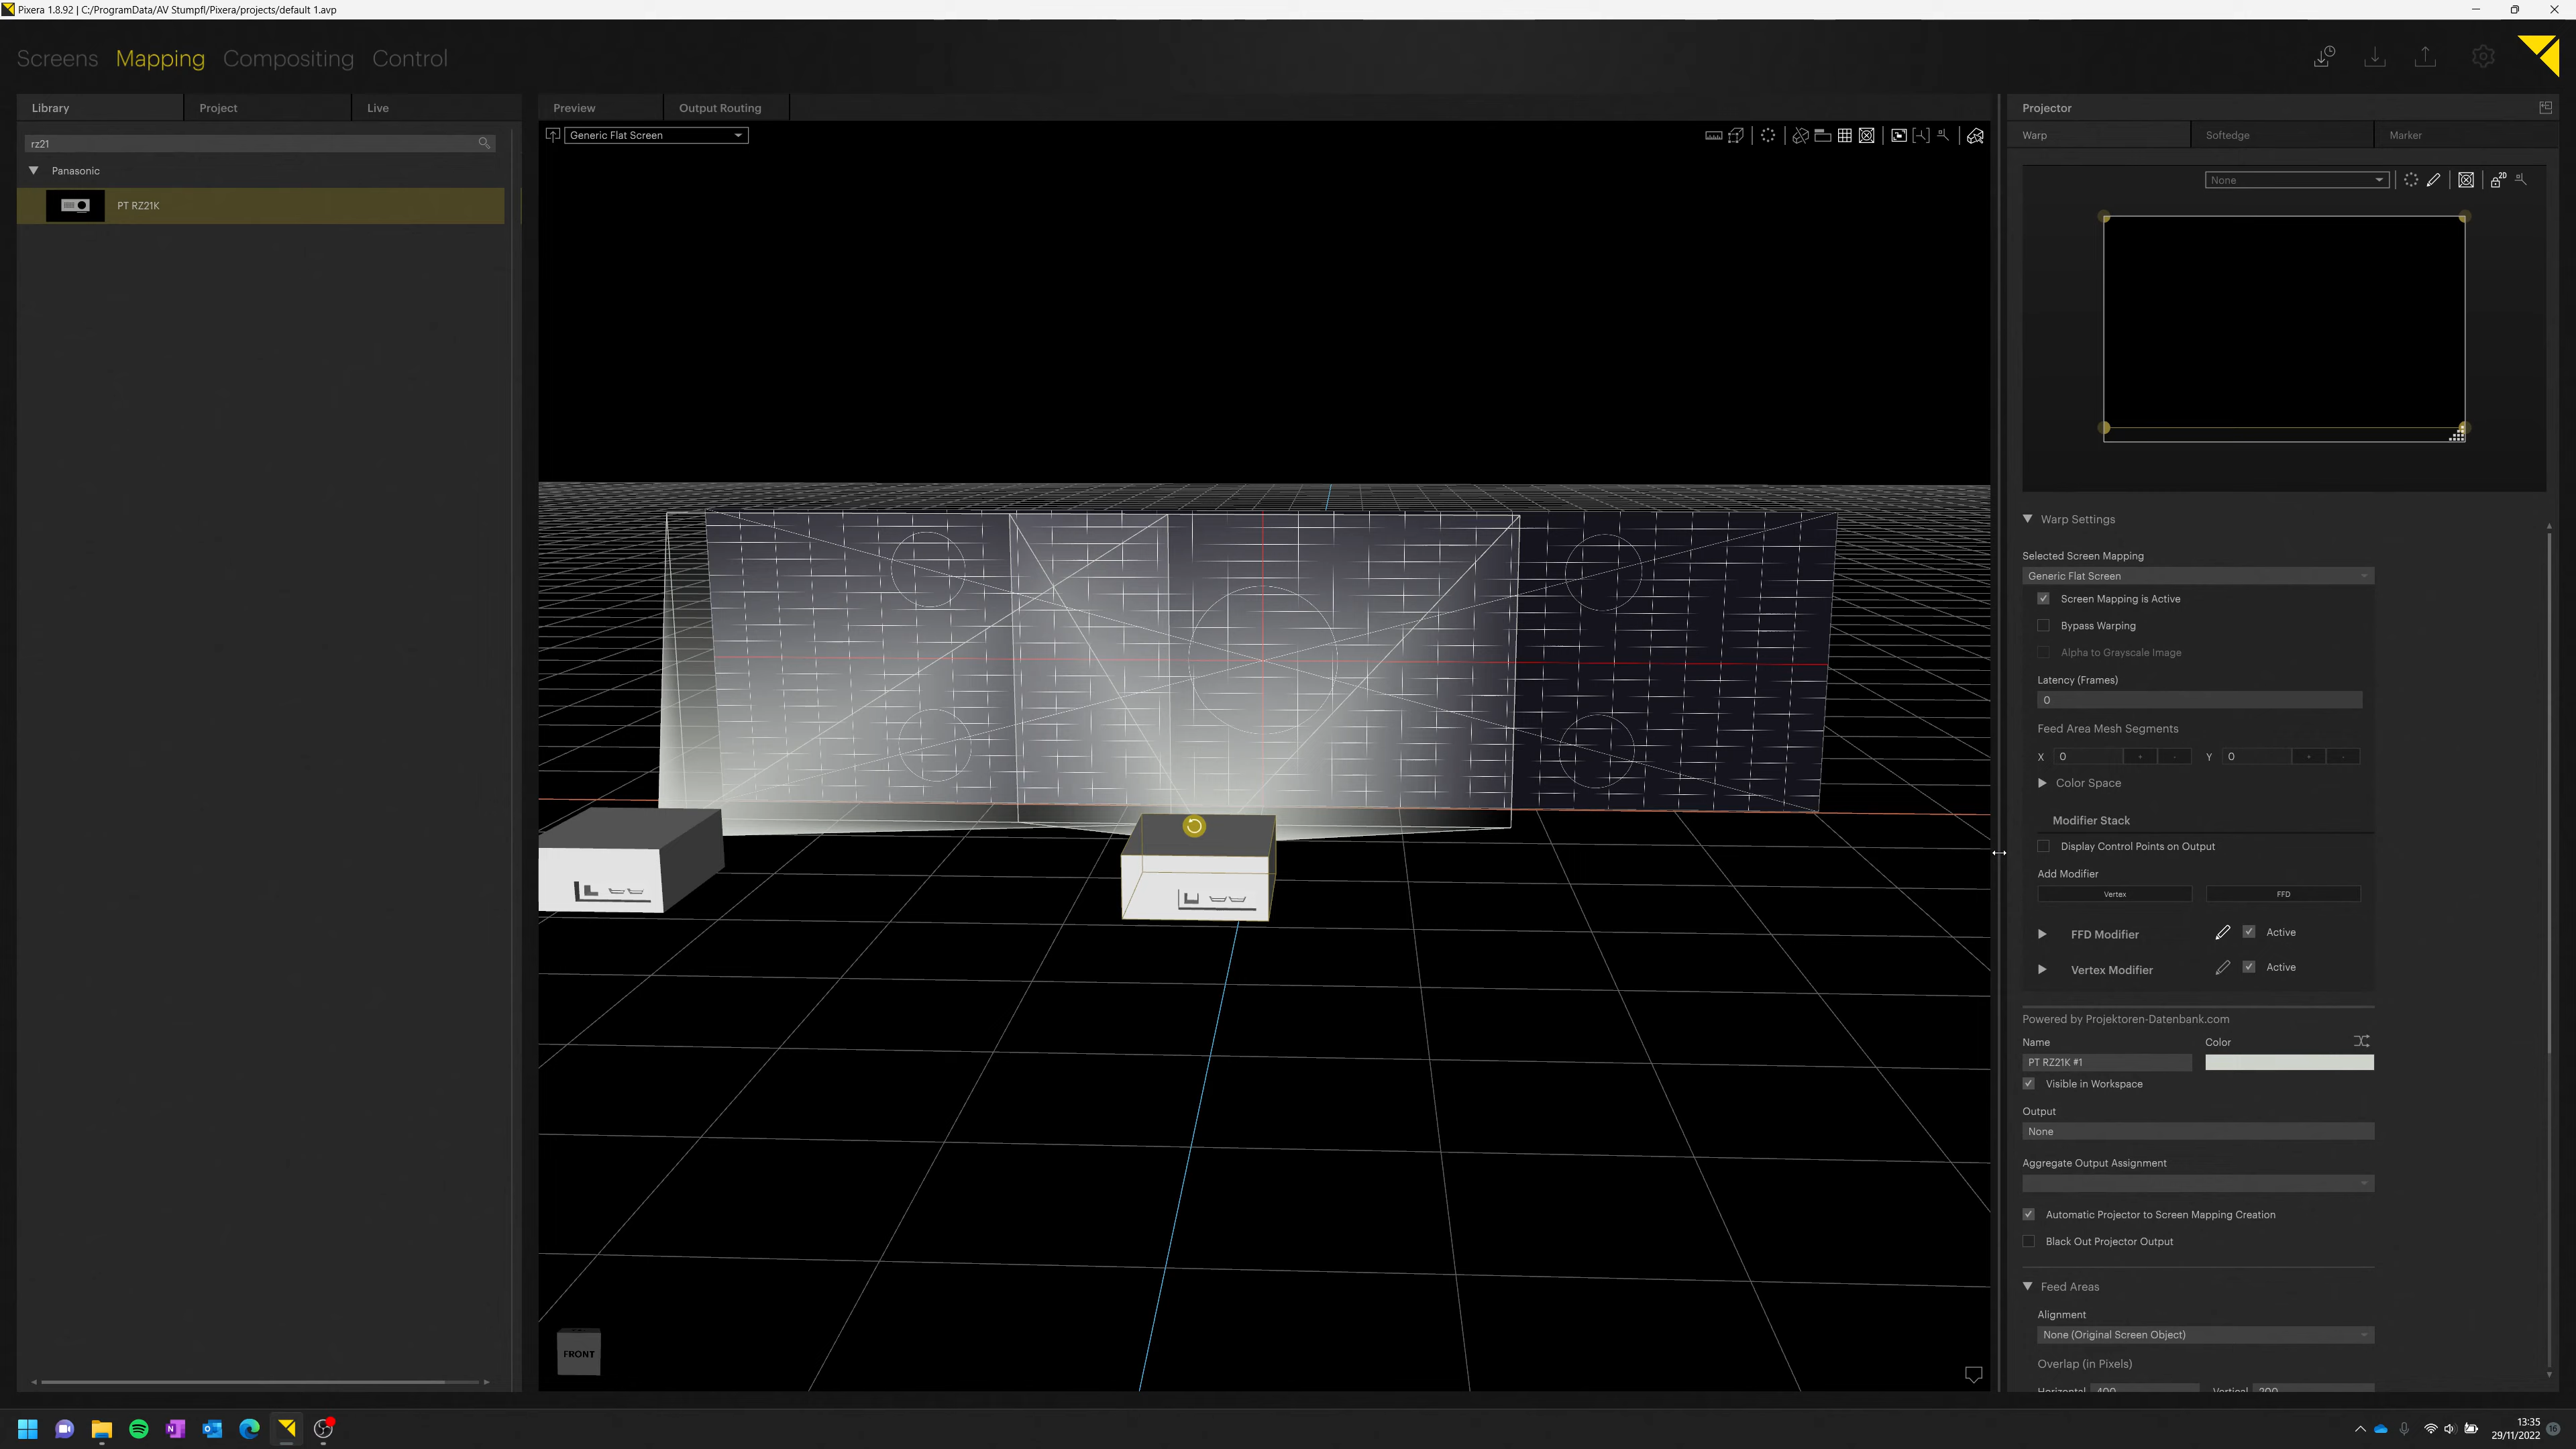 Pixera 1.8.92 | C:/ProgramData/AV Stumpfl/Pixera/projects/default 1.avp
Screens Mapping Compositing Control
Library Project Live
rz21
Panasonic
PT RZ21K
Preview Output Routing
Generic Flat Screen
FRONT
Projector
Warp Softedge Marker
None
2D
Warp Settings
Selected Screen Mapping
Generic Flat Screen
Screen Mapping is Active
Bypass Warping
Alpha to Grayscale Image
Latency (Frames)
0
Feed Area Mesh Segments
X 0 + - Y 0 + -
Color Space
Modifier Stack
Display Control Points on Output
Add Modifier
Vertex FFD
FFD Modifier Active
Vertex Modifier Active
Powered by Projektoren-Datenbank.com
Name Color
PT RZ21K #1
Visible in Workspace
Output
None
Aggregate Output Assignment
Automatic Projector to Screen Mapping Creation
Black Out Projector Output
Feed Areas
Alignment
None (Original Screen Object)
Overlap (in Pixels)
Horizontal 400 Vertical 200
13:35
29/11/2022
16